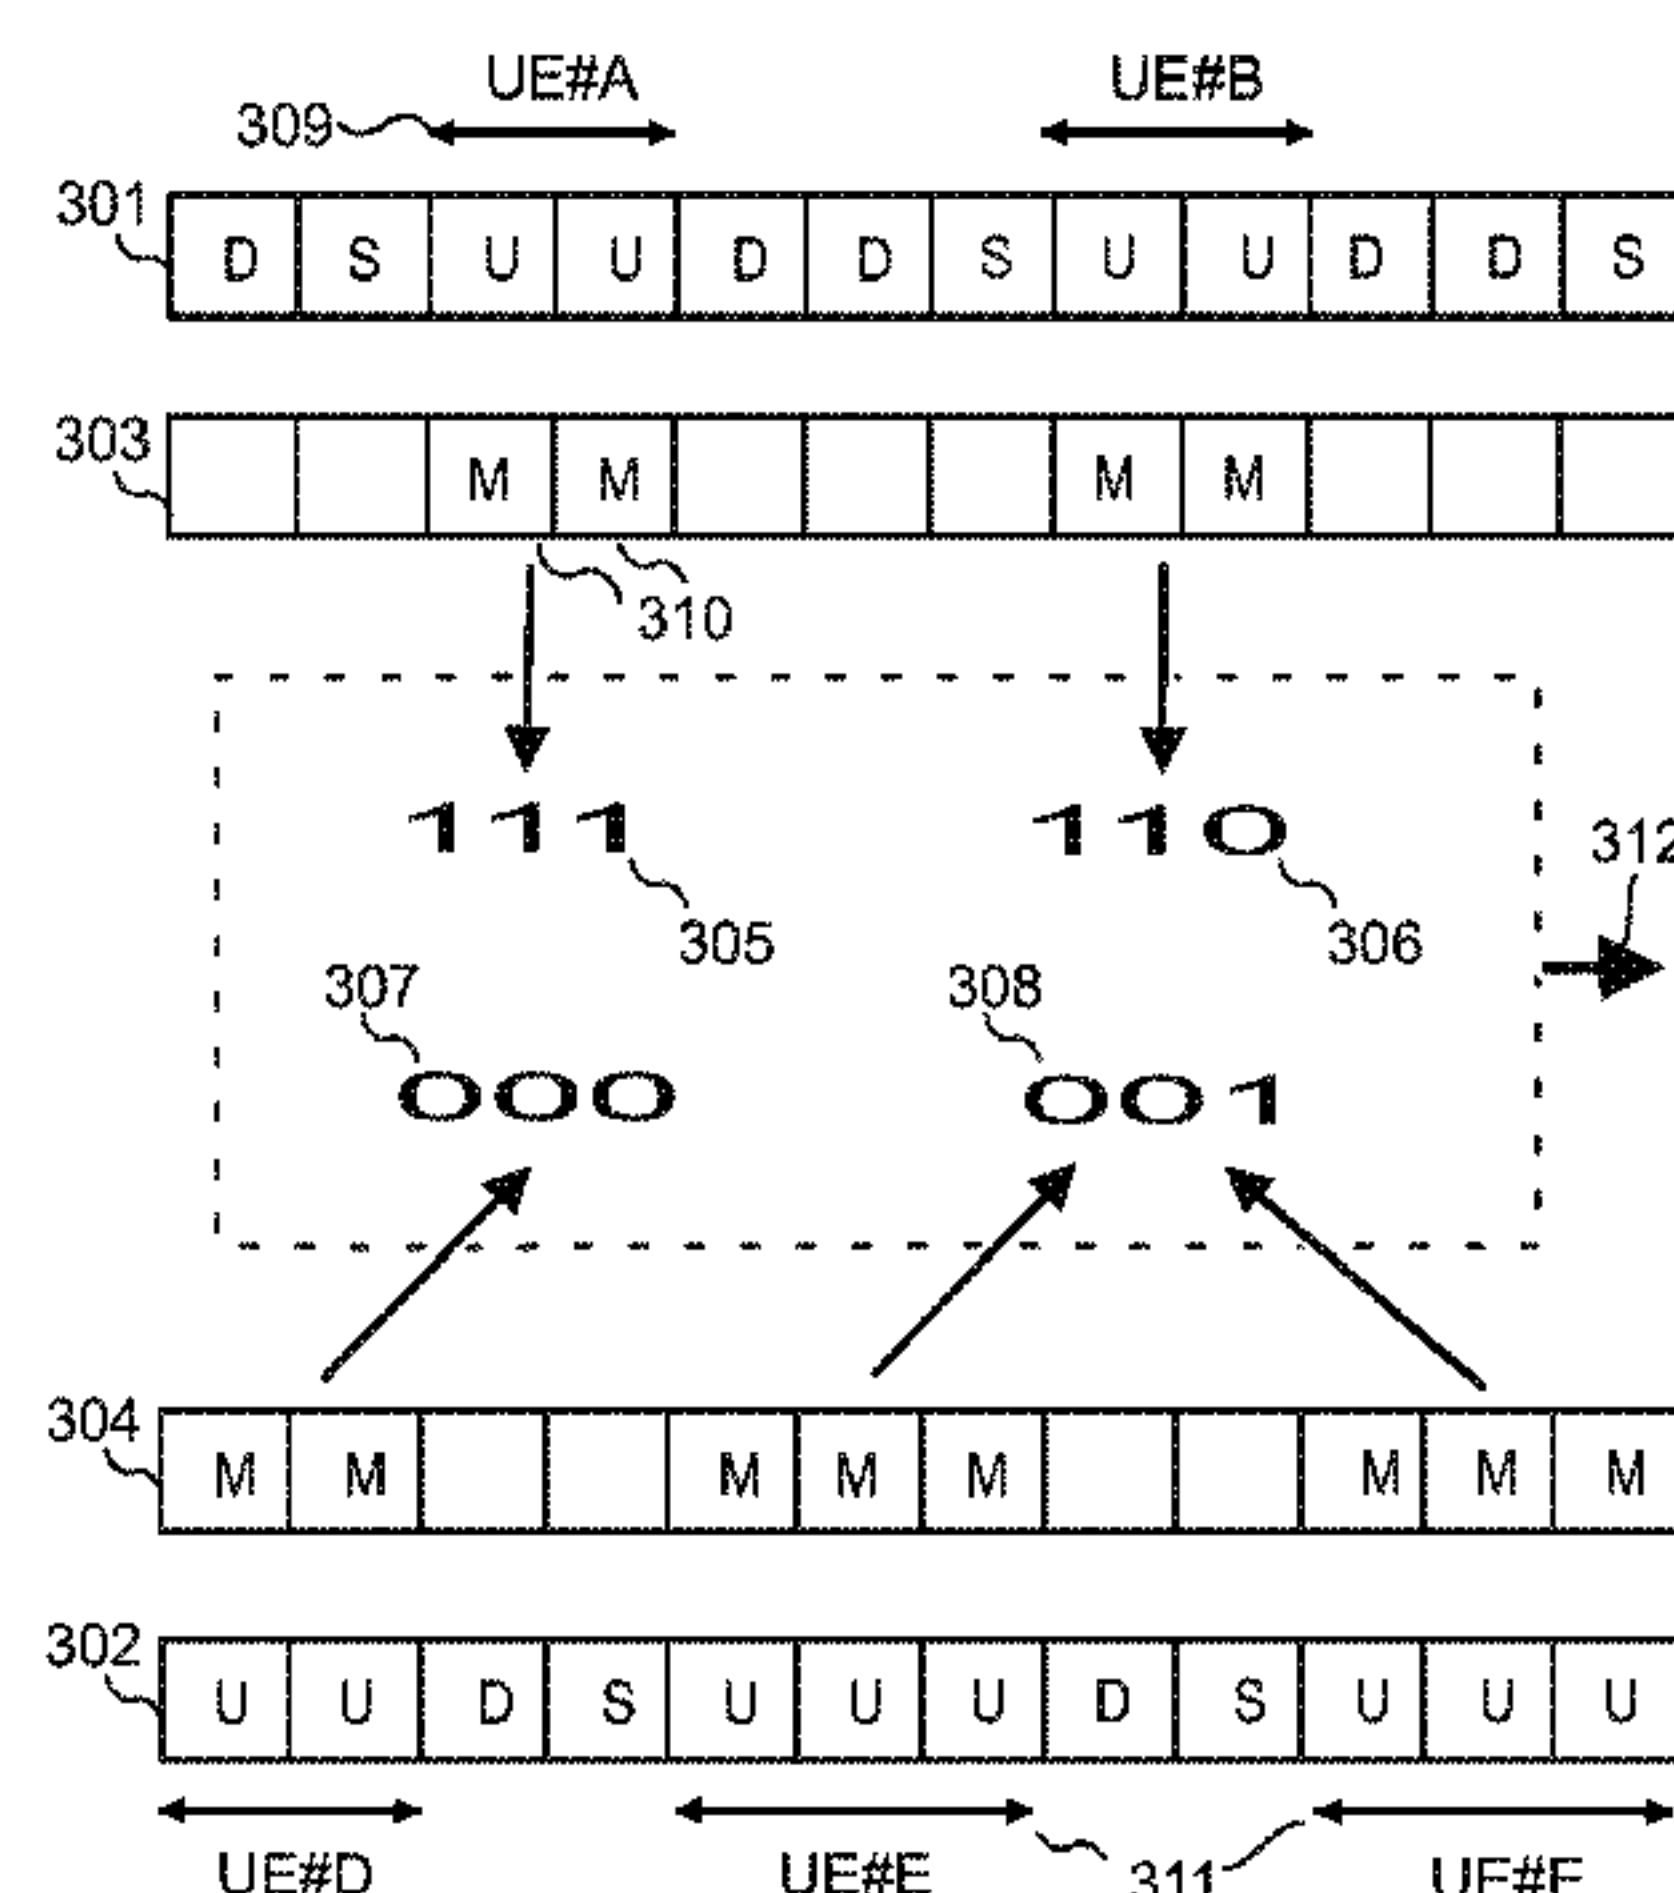 UE#A UE#B
309
301
D S U U D D S U U D D S
303
M M M M
310
111 110
312
305 306
307 308
000 001
304
M M M M M M M M
302
U U D S U U U D S U U U
UE#D UE#E 311